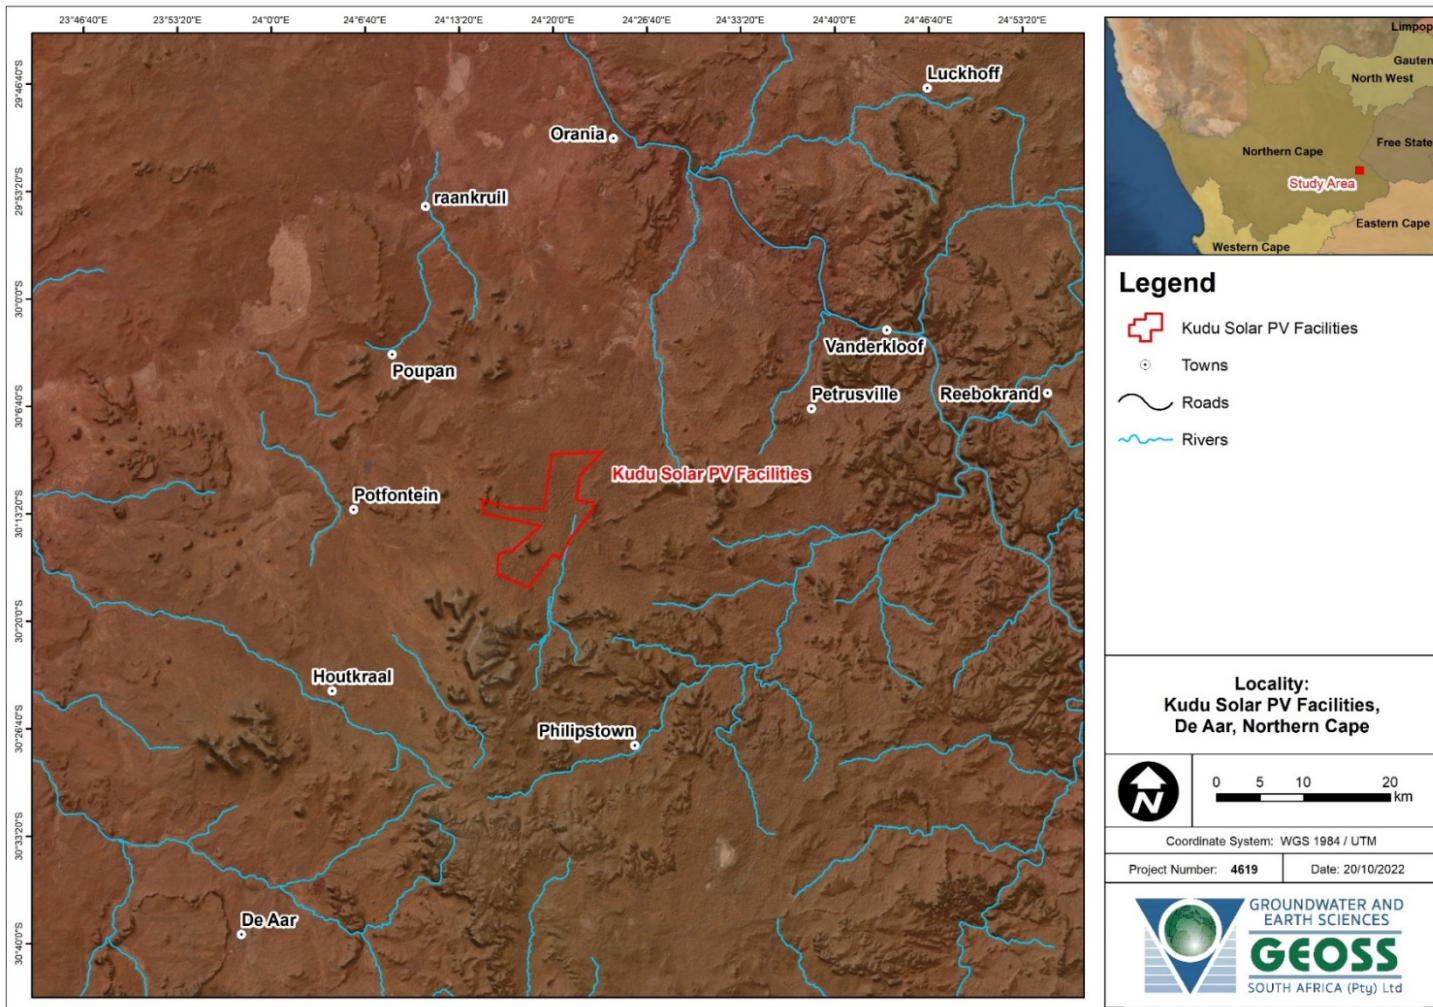 23°46'40"E 23°53'20"E 24°0'0"E 24°6'40"E 24°13'20"E 24°20'0"E 24°26'40"E 24°33'20"E 24°40'0"E 24°46'40"E 24°53'20"E
29°46'40"S
29°53'20"S
30°0'0"S
30°6'40"S
30°13'20"S
30°20'0"S
30°26'40"S
30°33'20"S
30°40'0"S
Luckhoff
Orania
raankruil
Vanderkloof
Poupan
Petrusville
Reebokrand
Kudu Solar PV Facilities
Potfontein
Houtkraal
Philipstown
De Aar
Limpop
Gauten
North West
Free State
Northern Cape
Study Area
Eastern Cape
Western Cape
Legend
Kudu Solar PV Facilities
Towns
Roads
Rivers
Locality:
Kudu Solar PV Facilities,
De Aar, Northern Cape
N
0 5 10 20
km
Coordinate System: WGS 1984 / UTM
Project Number: 4619 Date: 20/10/2022
GROUNDWATER AND
EARTH SCIENCES
GEOSS
SOUTH AFRICA (Pty) Ltd